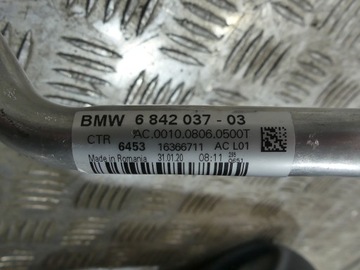 BMW 6 842 037 - 03
AC.0010.0806.0500T
CTR 6453 16366711 AC L01
Made in Romania 31.01.20 08:11